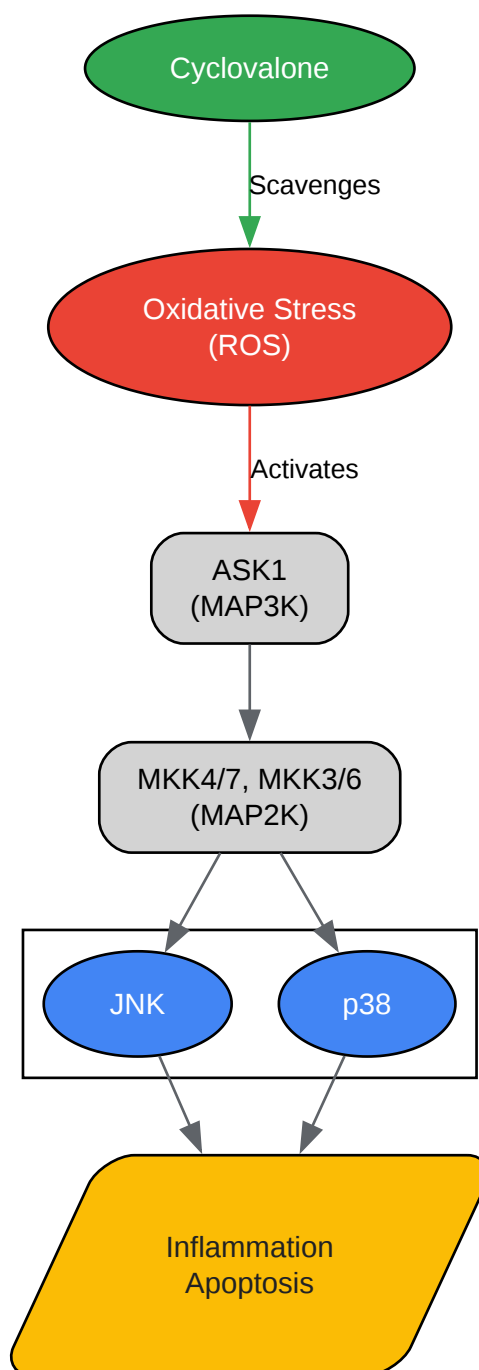 Cyclovalone
Scavenges
Oxidative Stress
(ROS)
Activates
ASK1
(MAP3K)
MKK4/7, MKK3/6
(MAP2K)
JNK
p38
Inflammation
Apoptosis